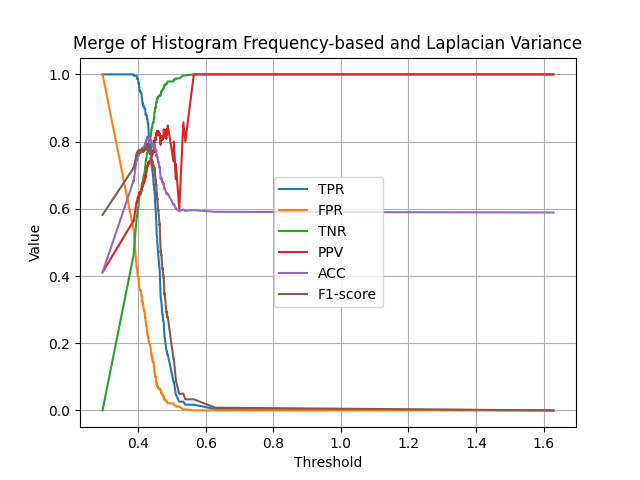 Merge of Histogram Frequency-based and Laplacian Variance
1.0
0.8
0.6
0.4
0.2
0.0
Value
TPR
FPR
TNR
PPV
ACC
F1-score
0.4 0.6 0.8 1.0 1.2 1.4 1.6
Threshold